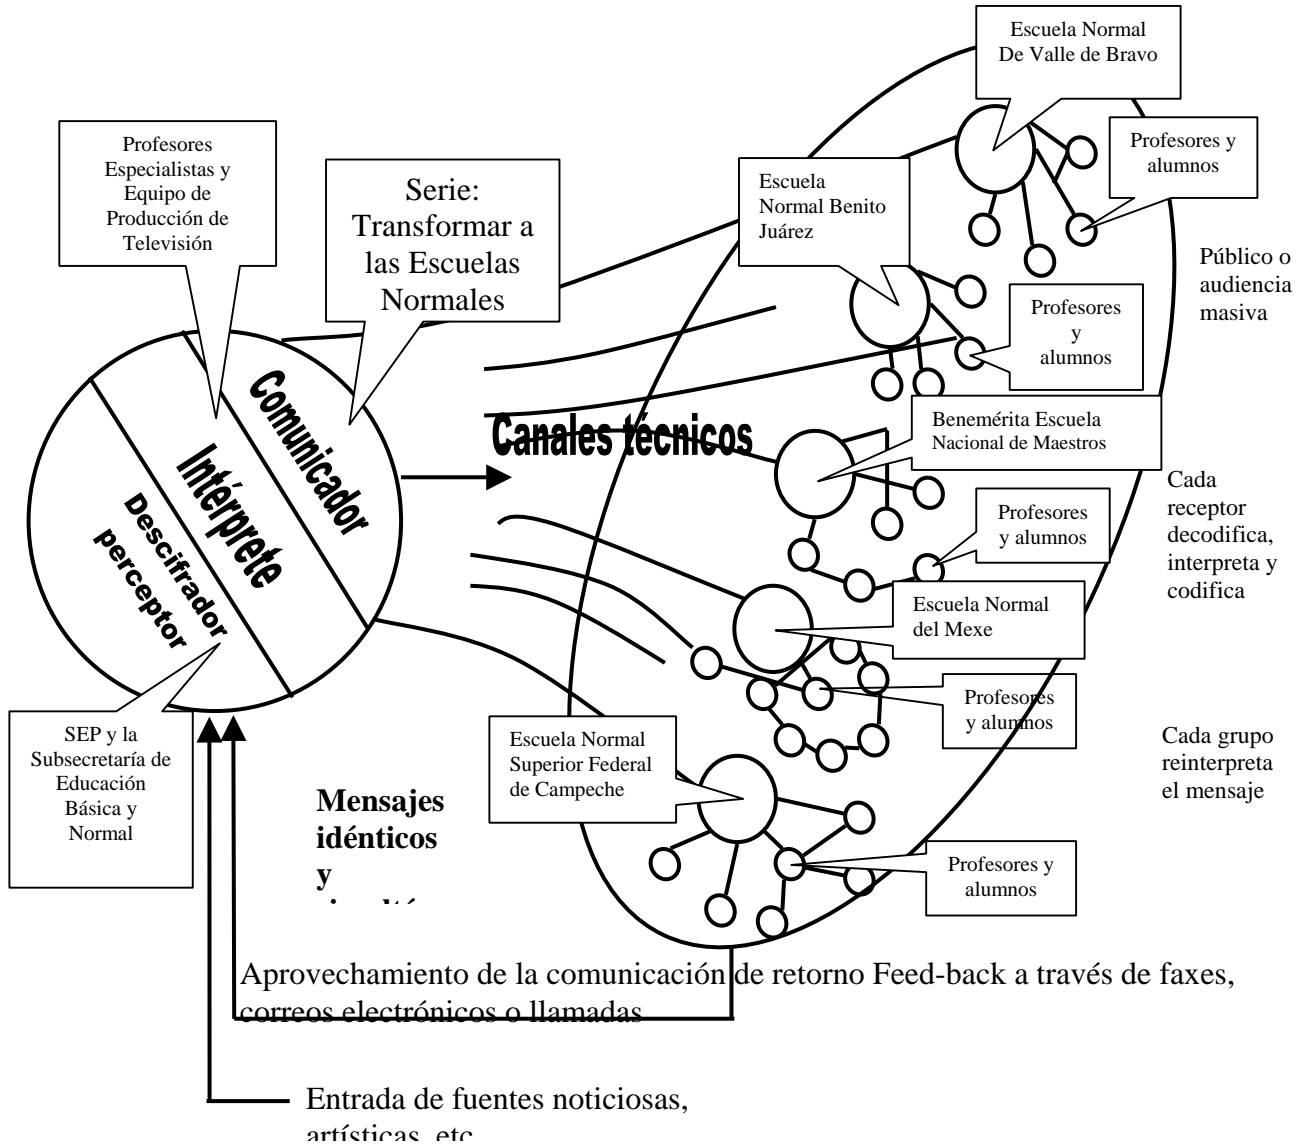 Escuela Normal
De Valle de Bravo
Profesores y
alumnos
Profesores
Especialistas y
Equipo de
Producción de
Televisión
Serie:
Transformar a
las Escuelas
Normales
Escuela
Normal Benito
Juárez
Público o
audiencia
masiva
Profesores
y
alumnos
Comunicador
Intérprete
Descifrador
perceptor
Canales técnicos
Benemérita Escuela
Nacional de Maestros
Cada
receptor
decodifica,
interpreta y
codifica
Profesores
y alumnos
Escuela Normal
del Mexe
Profesores
y alumnos
SEP y la
Subsecretaría de
Educación
Básica y
Normal
Escuela Normal
Superior Federal
de Campeche
Cada grupo
reinterpreta
el mensaje
Mensajes
idénticos
y
Profesores y
alumnos
Aprovechamiento de la comunicación de retorno Feed-back a través de faxes,
correos electrónicos o llamadas
Entrada de fuentes noticiosas,
artísticas, etc